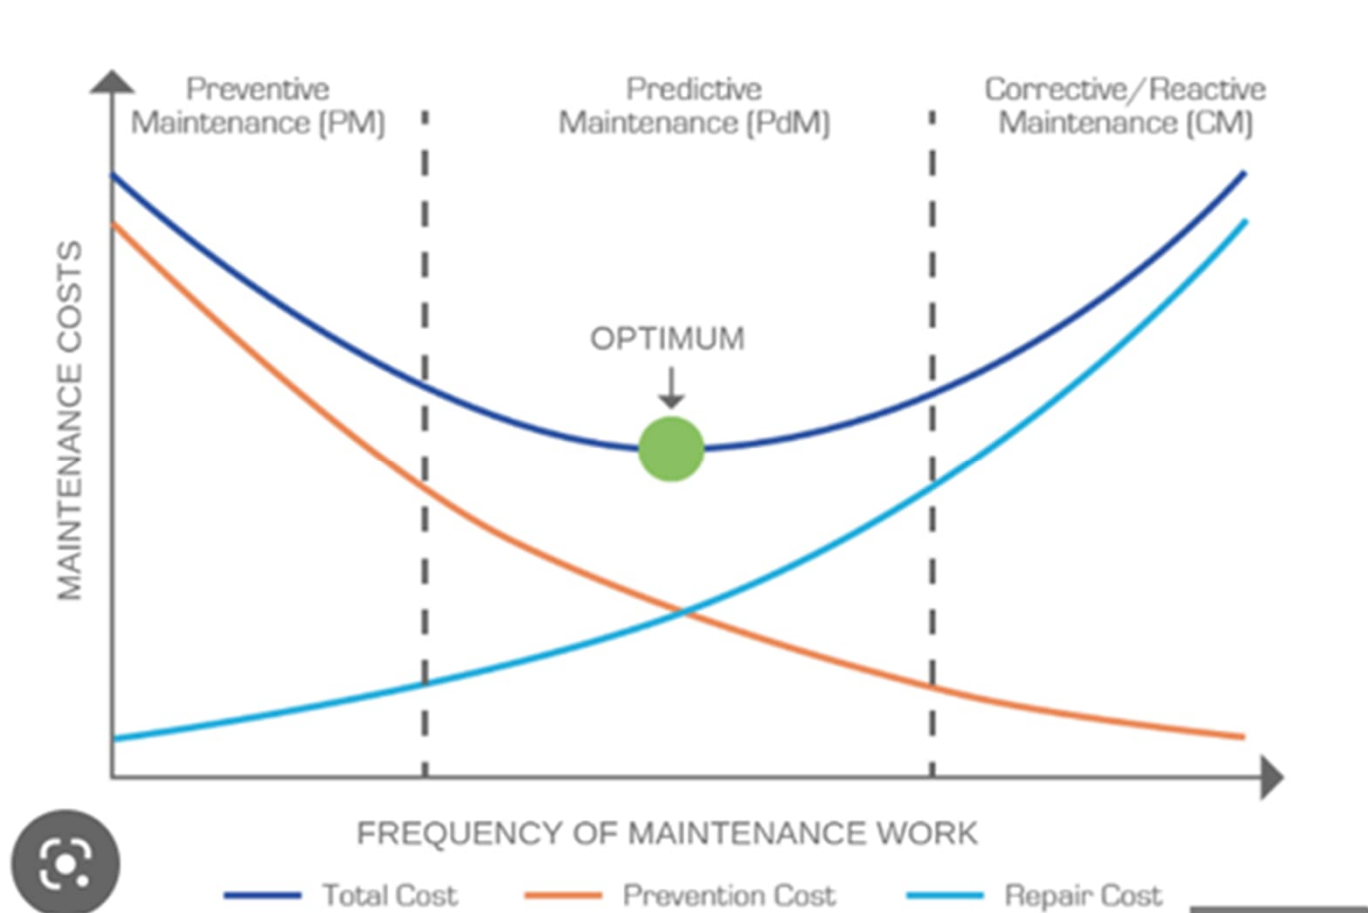 Preventive
Maintenance (PM)
Predictive
Maintenance (PdM)
Corrective/Reactive
Maintenance (CM)
OPTIMUM
MAINTENANCE COSTS
FREQUENCY OF MAINTENANCE WORK
Total Cost
Prevention Cost
Repair Cost